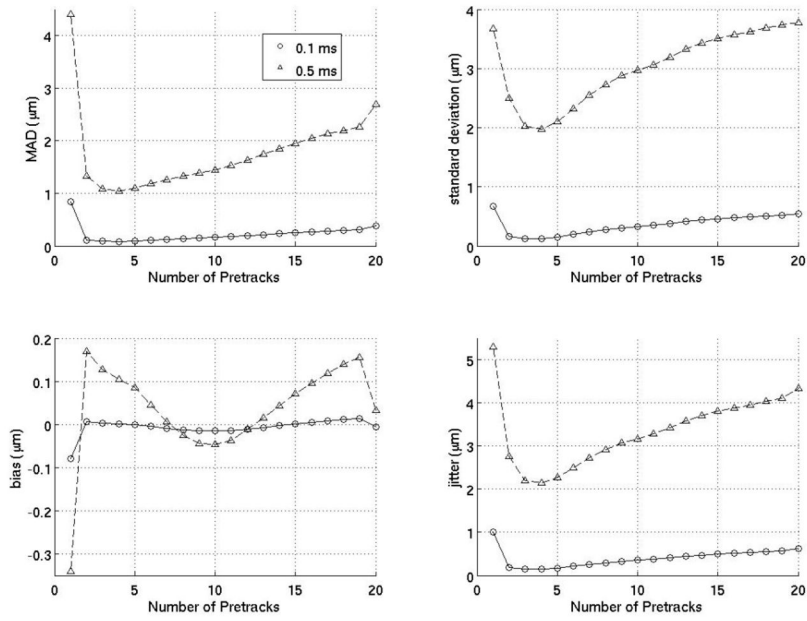 4
3
2
1
0
MAD (μm)
0.1 ms
0.5 ms
0 5 10 15 20
Number of Pretracks
4
3
2
1
0
standard deviation (μm)
0 5 10 15 20
Number of Pretracks
0.2
0.1
0
-0.1
-0.2
-0.3
bias (μm)
0 5 10 15 20
Number of Pretracks
5
4
3
2
1
0
jitter (μm)
0 5 10 15 20
Number of Pretracks